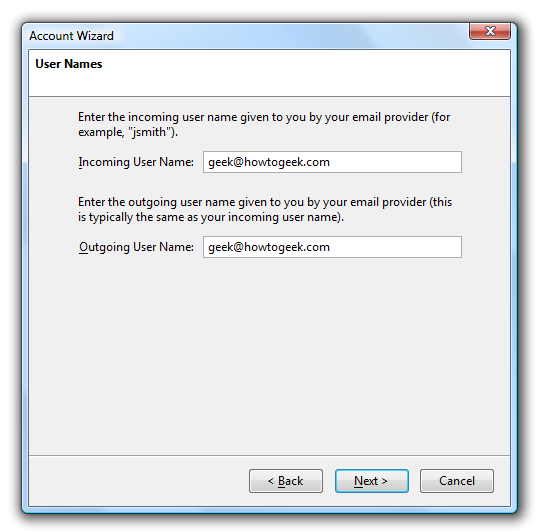 Account Wizard
User Names
Enter the incoming user name given to you by your email provider (for
example, "jsmith").
Incoming User Name: geek@howtogeek.com
Enter the outgoing user name given to you by your email provider (this
is typically the same as your incoming user name).
Outgoing User Name: geek@howtogeek.com
< Back Next > Cancel